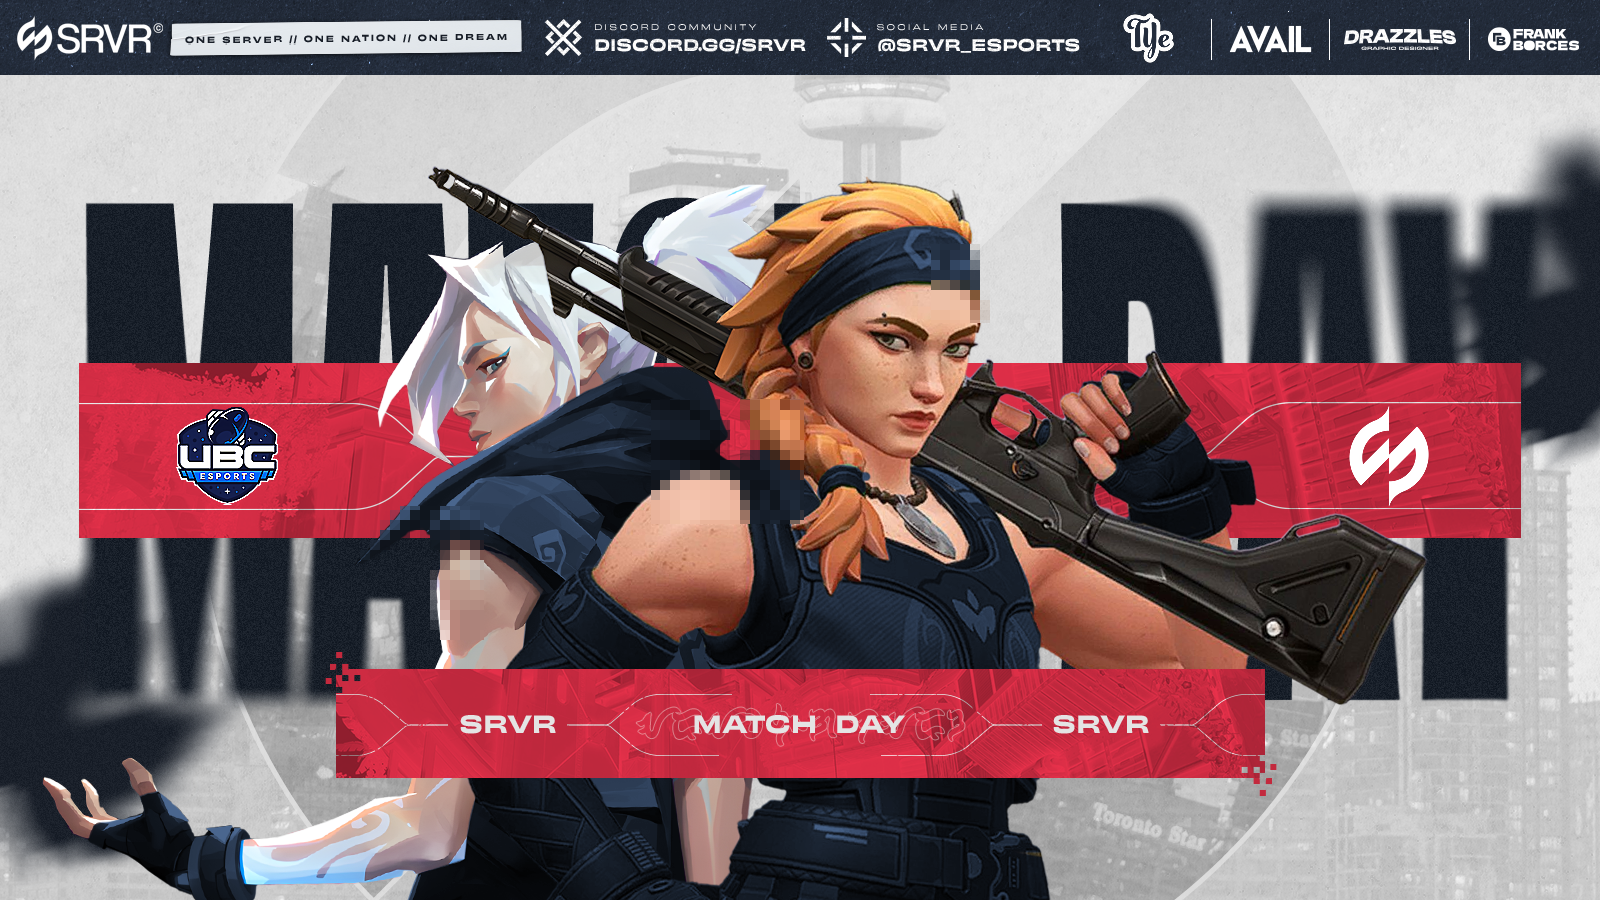 SRVR©
ONE SERVER // ONE NATION // ONE DREAM
DISCORD COMMUNITY
DISCORD.GG/SRVR
SOCIAL MEDIA
@SRVR_ESPORTS
AVAIL
DRAZZLES
GRAPHIC DESIGNER
FRANK
BORCES
MATCH DAY
UBC
ESPORTS
SRVR
MATCH DAY
SRVR
Toronto Star